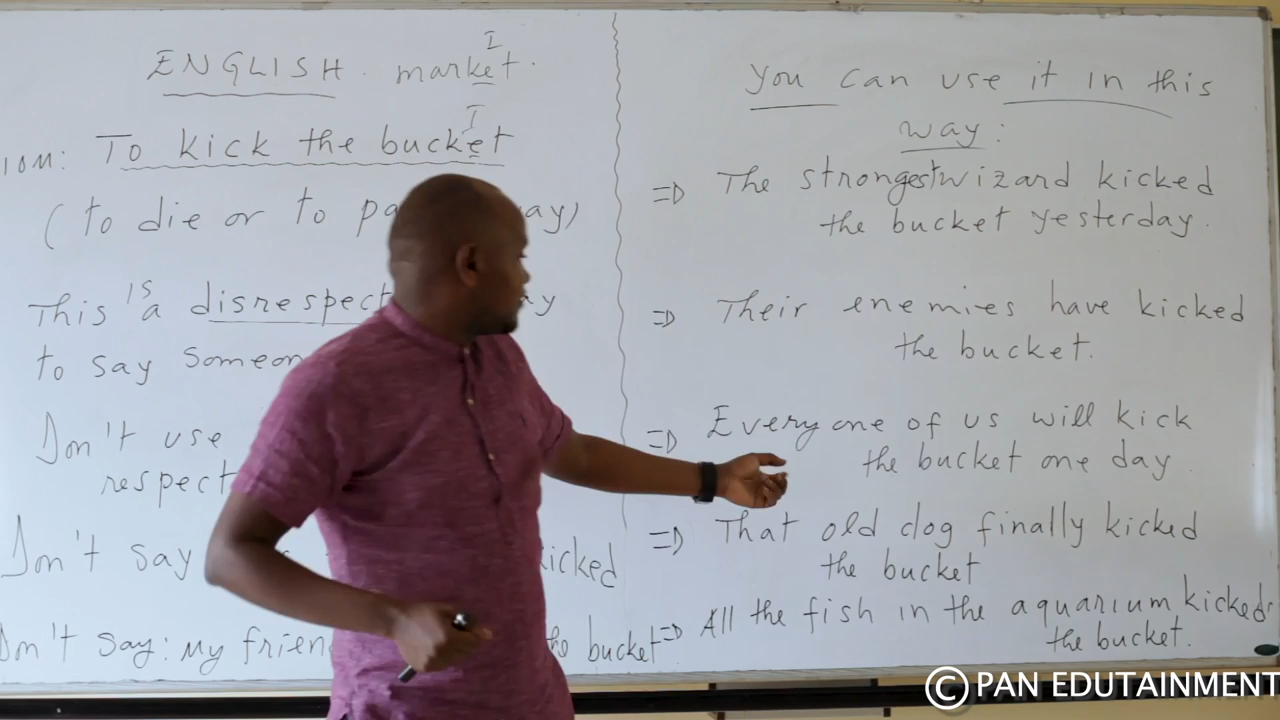 I
ENGLISH. market.
I
IOM: To kick the bucket
(to die or to pa ay)
This is a disrespect ay
to say someon
Don't use
respect
Don't say kicked
Don't say: My frien the bucket
You can use it in this
way:
⇒ The strongest wizard kicked
the bucket yesterday.
⇒ Their enemies have kicked
the bucket.
⇒ Everyone of us will kick
the bucket one day
⇒ That old dog finally kicked
the bucket
⇒ All the fish in the aquarium kicked
the bucket.
© PAN EDUTAINMENT